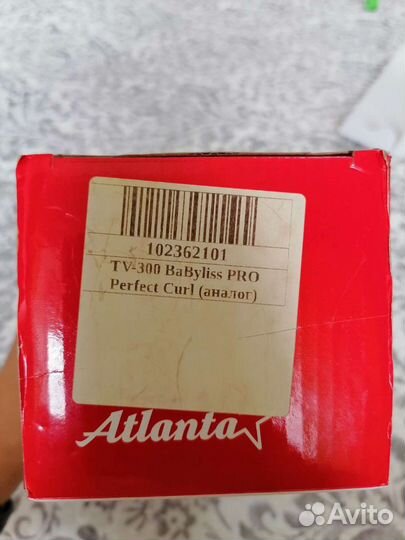 102362101
TV-300 BaByliss PRO
Perfect Curl (аналог)
Atlanta
Avito